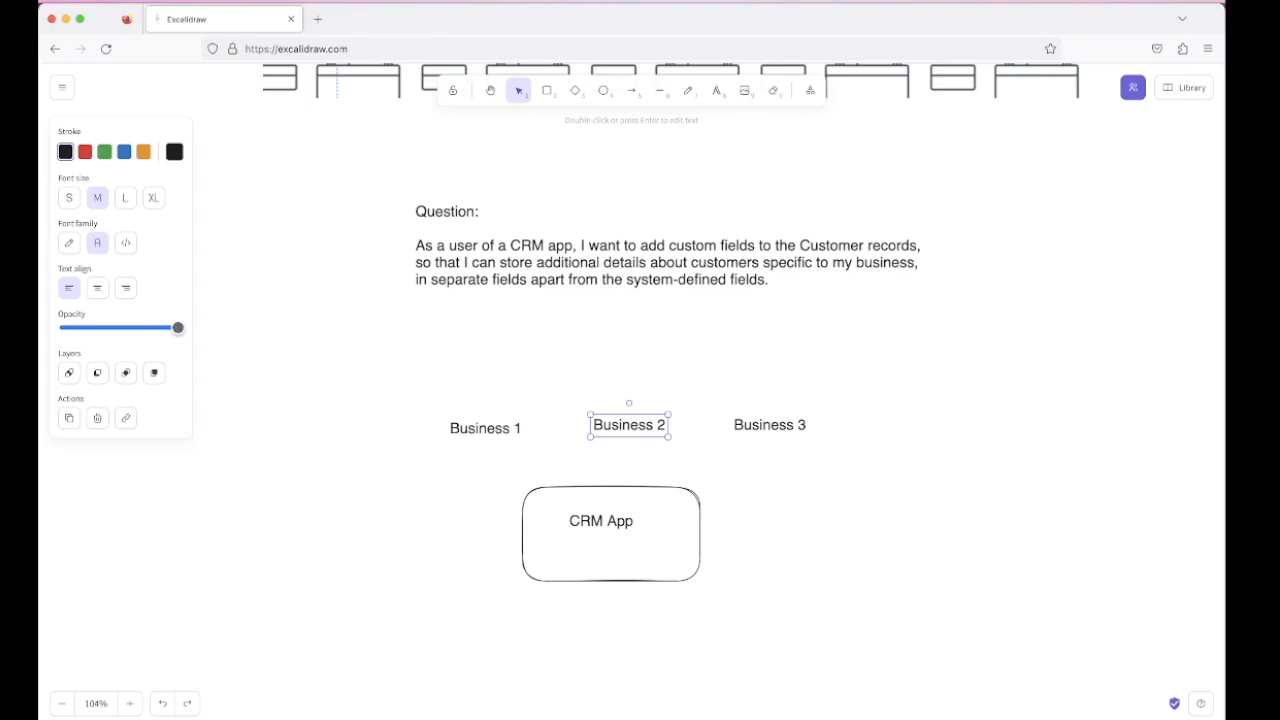 Excalidraw
https://excalidraw.com
Library
Double-click or press Enter to edit text
Stroke
Font size
S M L XL
Font family
A
Text align
Opacity
Layers
Actions
Question:
As a user of a CRM app, I want to add custom fields to the Customer records,
so that I can store additional details about customers specific to my business,
in separate fields apart from the system-defined fields.
Business 1
Business 2
Business 3
CRM App
104%